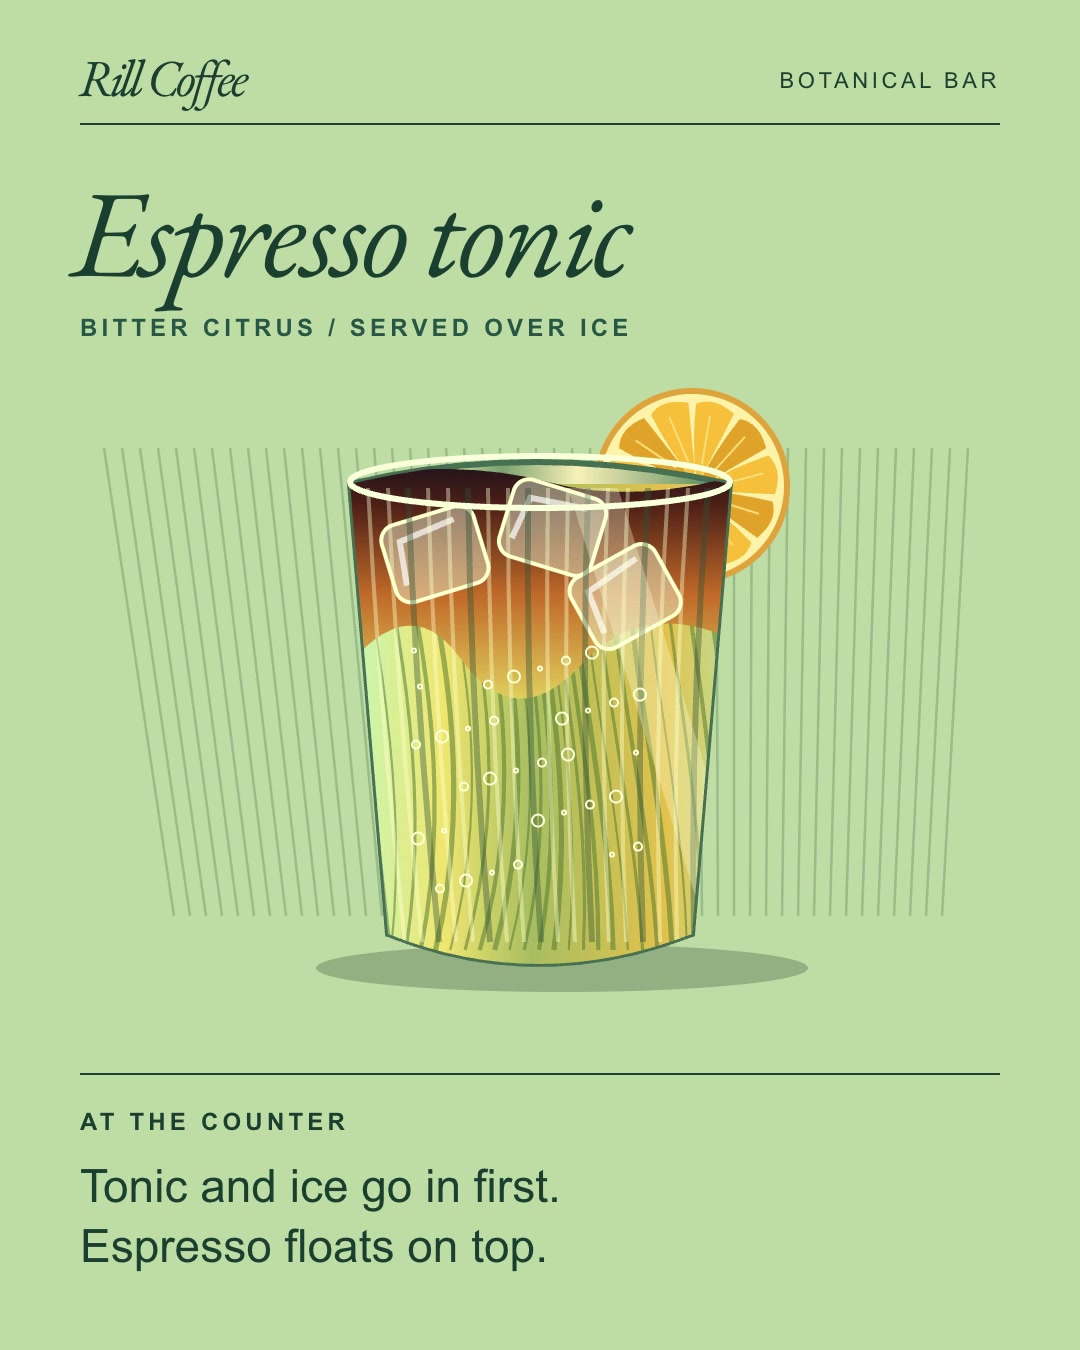 Rill Coffee
BOTANICAL BAR
Espresso tonic
BITTER CITRUS / SERVED OVER ICE
AT THE COUNTER
Tonic and ice go in first.
Espresso floats on top.